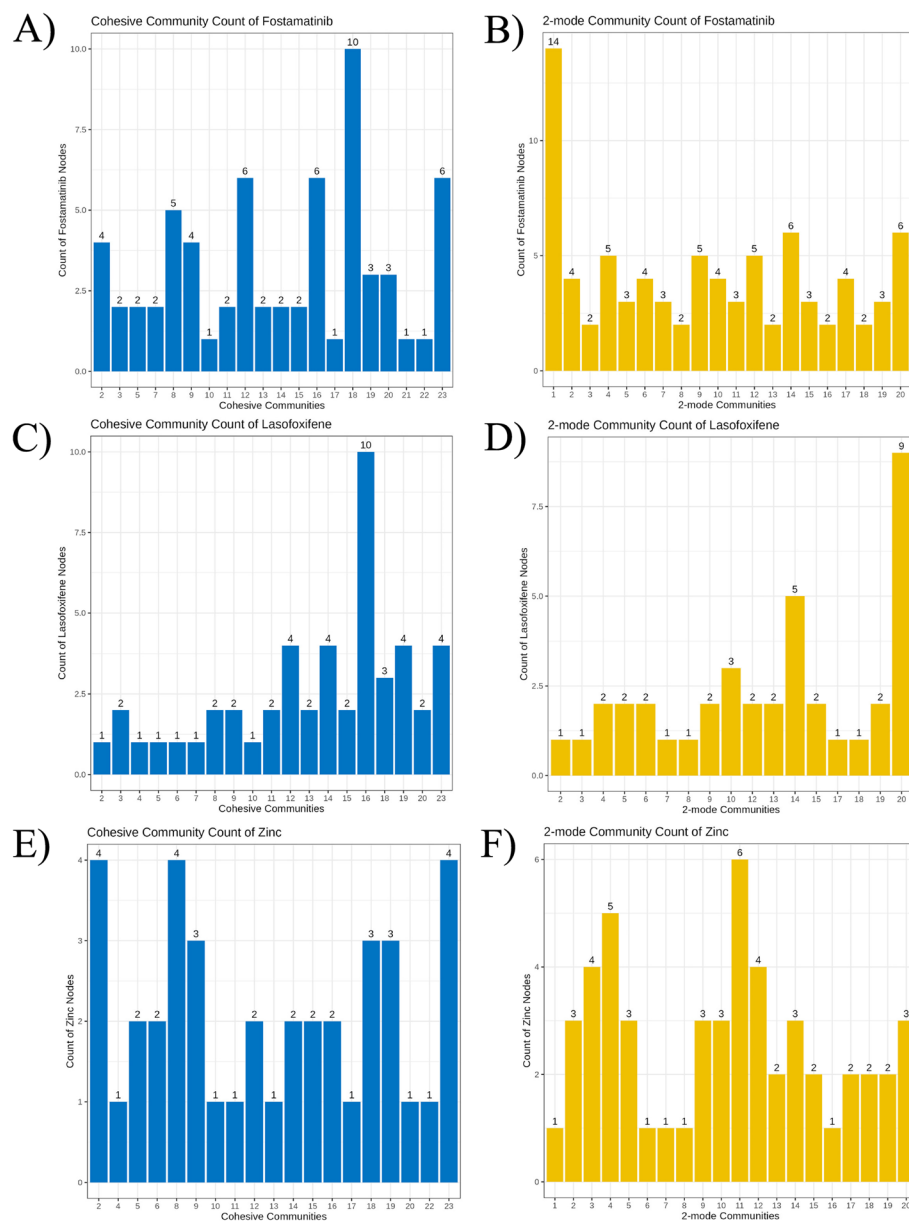 A)
Cohesive Community Count of Fostamatinib
Count of Fostamatinib Nodes
10.0
7.5
5.0
2.5
0.0
4 2 2 2 5 4 1 2 6 2 2 2 6 1 10 3 3 1 1 6
2 3 5 7 8 9 10 11 12 13 14 15 16 17 18 19 20 21 22 23
Cohesive Communities
B)
2-mode Community Count of Fostamatinib
Count of Fostamatinib Nodes
10
5
0
14 4 2 5 3 4 3 2 5 4 3 5 2 6 3 2 4 2 3 6
1 2 3 4 5 6 7 8 9 10 11 12 13 14 15 16 17 18 19 20
2-mode Communities
C)
Cohesive Community Count of Lasofoxifene
Count of Lasofoxifene Nodes
10.0
7.5
5.0
2.5
0.0
1 2 1 1 1 1 2 2 1 2 4 2 4 2 10 3 4 2 4
2 3 4 5 6 7 8 9 10 11 12 13 14 15 16 18 19 20 23
Cohesive Communities
D)
2-mode Community Count of Lasofoxifene
Count of Lasofoxifene Nodes
7.5
5.0
2.5
0.0
1 1 2 2 2 1 1 2 3 2 2 5 2 1 1 2 9
2 3 4 5 6 7 8 9 10 12 13 14 15 17 18 19 20
2-mode Communities
E)
Cohesive Community Count of Zinc
Count of Zinc Nodes
4
3
2
1
0
4 1 2 2 4 3 1 1 2 1 2 2 2 1 3 3 1 1 4
2 4 5 6 8 9 10 11 12 13 14 15 16 17 18 19 20 22 23
Cohesive Communities
F)
2-mode Community Count of Zinc
Count of Zinc Nodes
6
4
2
0
1 3 4 5 3 1 1 1 3 3 6 4 2 3 2 1 2 2 2 3
1 2 3 4 5 6 7 8 9 10 11 12 13 14 15 16 17 18 19 20
2-mode Communities